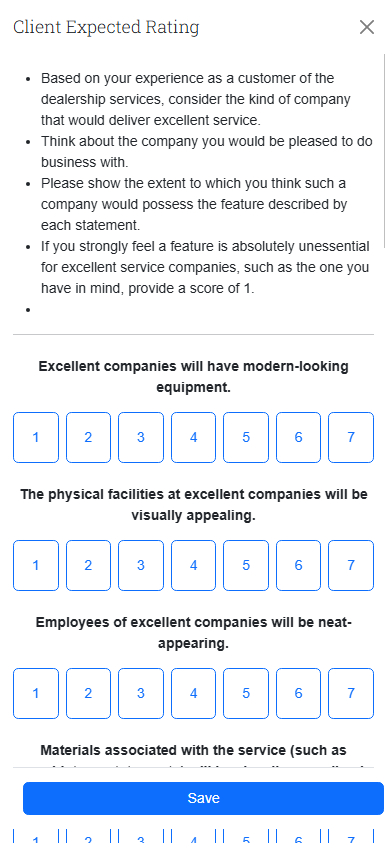 Client Expected Rating
Based on your experience as a customer of the
dealership services, consider the kind of company
that would deliver excellent service.
Think about the company you would be pleased to do
business with.
Please show the extent to which you think such a
company would possess the feature described by
each statement.
If you strongly feel a feature is absolutely unessential
for excellent service companies, such as the one you
have in mind, provide a score of 1.
Excellent companies will have modern-looking
equipment.
1 2 3 4 5 6 7
The physical facilities at excellent companies will be
visually appealing.
1 2 3 4 5 6 7
Employees of excellent companies will be neat-
appearing.
1 2 3 4 5 6 7
Materials associated with the service (such as
Save
1 2 3 4 5 6 7